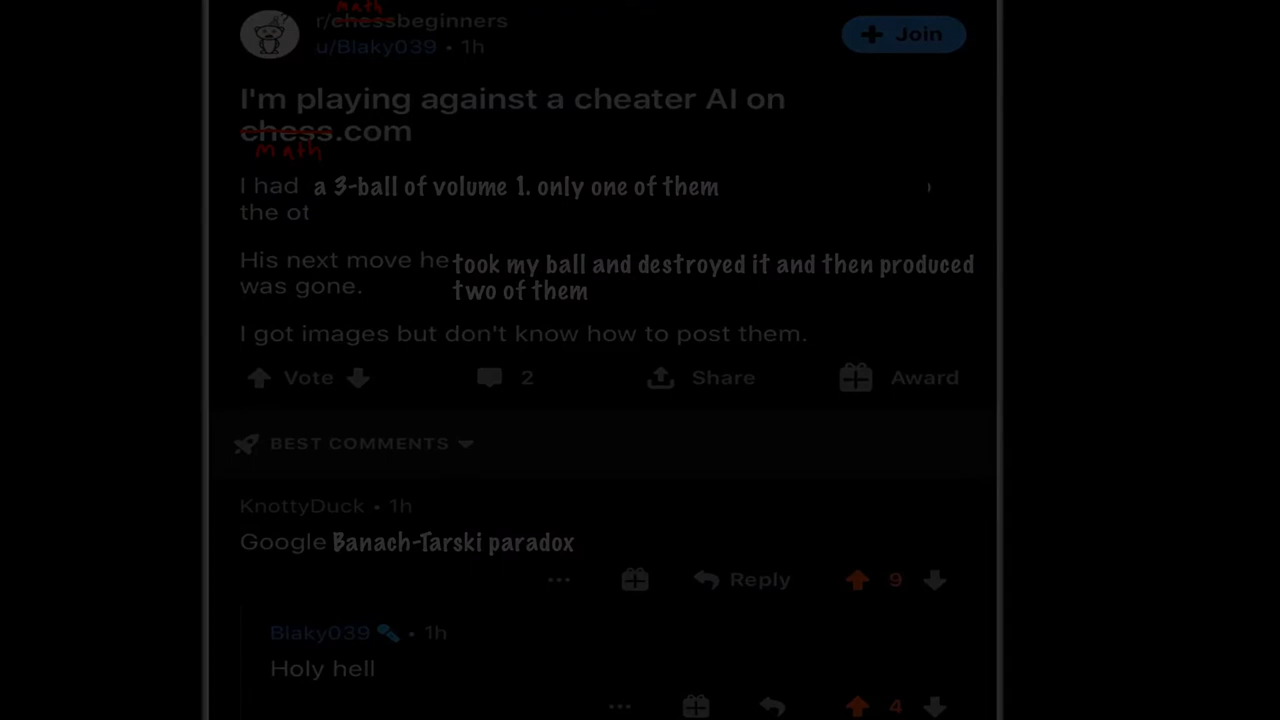 math
r/chessbeginners
u/Blaky039 • 1h
Join
I'm playing against a cheater AI on
chess.com
math
I had a 3-ball of volume 1. only one of them
the ot
His next move he took my ball and destroyed it and then produced
was gone. two of them
I got images but don't know how to post them.
Vote 2 Share Award
BEST COMMENTS
KnottyDuck • 1h
Google Banach-Tarski paradox
... Reply 9
Blaky039 • 1h
Holy hell
... 4